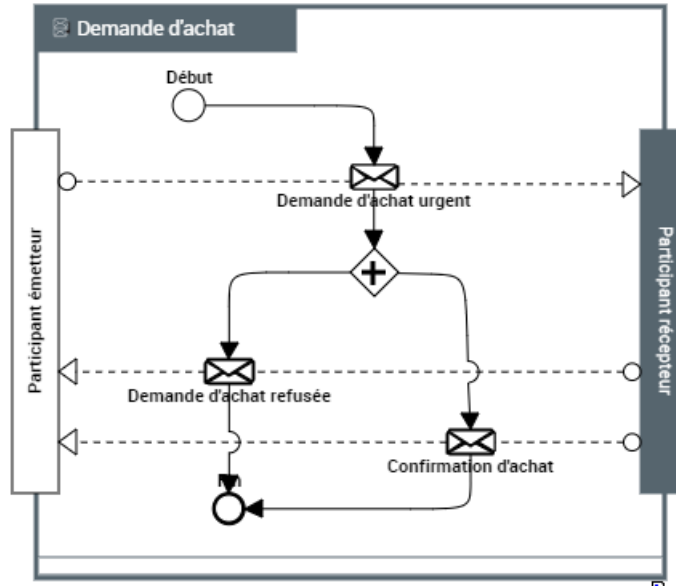 Demande d'achat
Début
Demande d'achat urgent
Participant émetteur
Participant récepteur
Demande d'achat refusée
Confirmation d'achat